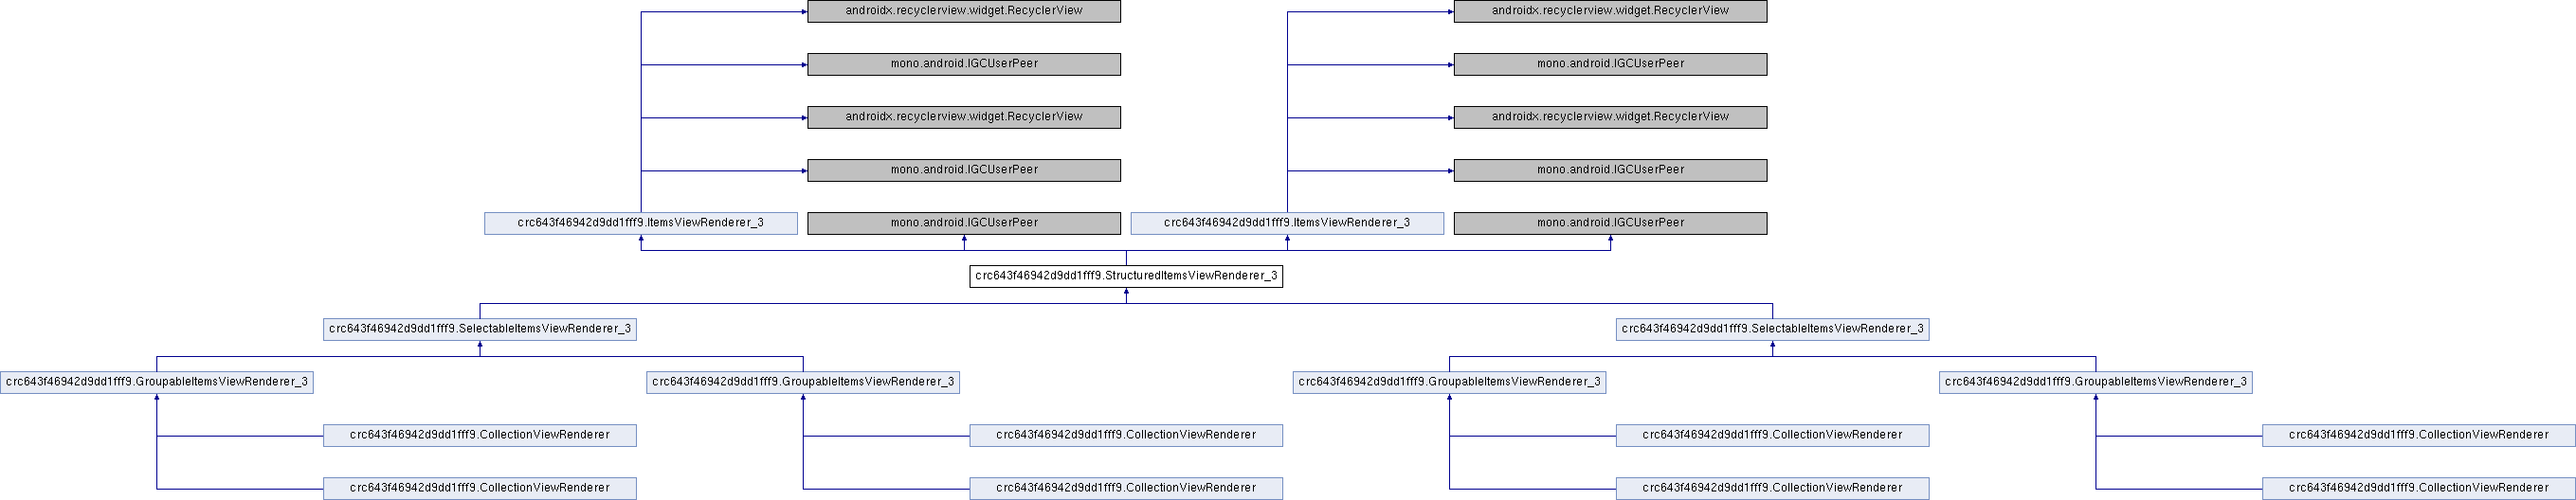 androidx.recyclerview.widget.RecyclerView
androidx.recyclerview.widget.RecyclerView
mono.android.IGCUserPeer
mono.android.IGCUserPeer
androidx.recyclerview.widget.RecyclerView
androidx.recyclerview.widget.RecyclerView
mono.android.IGCUserPeer
mono.android.IGCUserPeer
crc643f46942d9dd1fff9.ItemsViewRenderer_3
mono.android.IGCUserPeer
crc643f46942d9dd1fff9.ItemsViewRenderer_3
mono.android.IGCUserPeer
crc643f46942d9dd1fff9.StructuredItemsViewRenderer_3
crc643f46942d9dd1fff9.SelectableItemsViewRenderer_3
crc643f46942d9dd1fff9.SelectableItemsViewRenderer_3
crc643f46942d9dd1fff9.GroupableItemsViewRenderer_3
crc643f46942d9dd1fff9.GroupableItemsViewRenderer_3
crc643f46942d9dd1fff9.GroupableItemsViewRenderer_3
crc643f46942d9dd1fff9.GroupableItemsViewRenderer_3
crc643f46942d9dd1fff9.CollectionViewRenderer
crc643f46942d9dd1fff9.CollectionViewRenderer
crc643f46942d9dd1fff9.CollectionViewRenderer
crc643f46942d9dd1fff9.CollectionViewRenderer
crc643f46942d9dd1fff9.CollectionViewRenderer
crc643f46942d9dd1fff9.CollectionViewRenderer
crc643f46942d9dd1fff9.CollectionViewRenderer
crc643f46942d9dd1fff9.CollectionViewRenderer